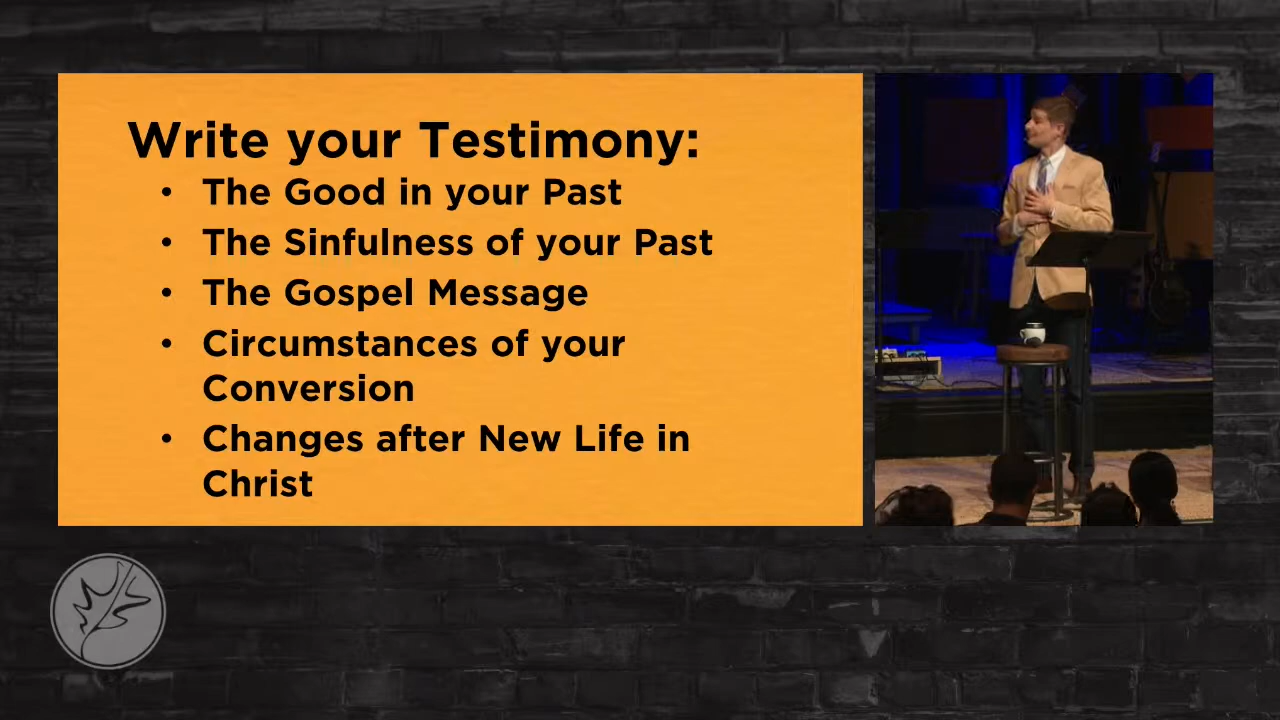 Write your Testimony:
• The Good in your Past
• The Sinfulness of your Past
• The Gospel Message
• Circumstances of your
Conversion
• Changes after New Life in
Christ